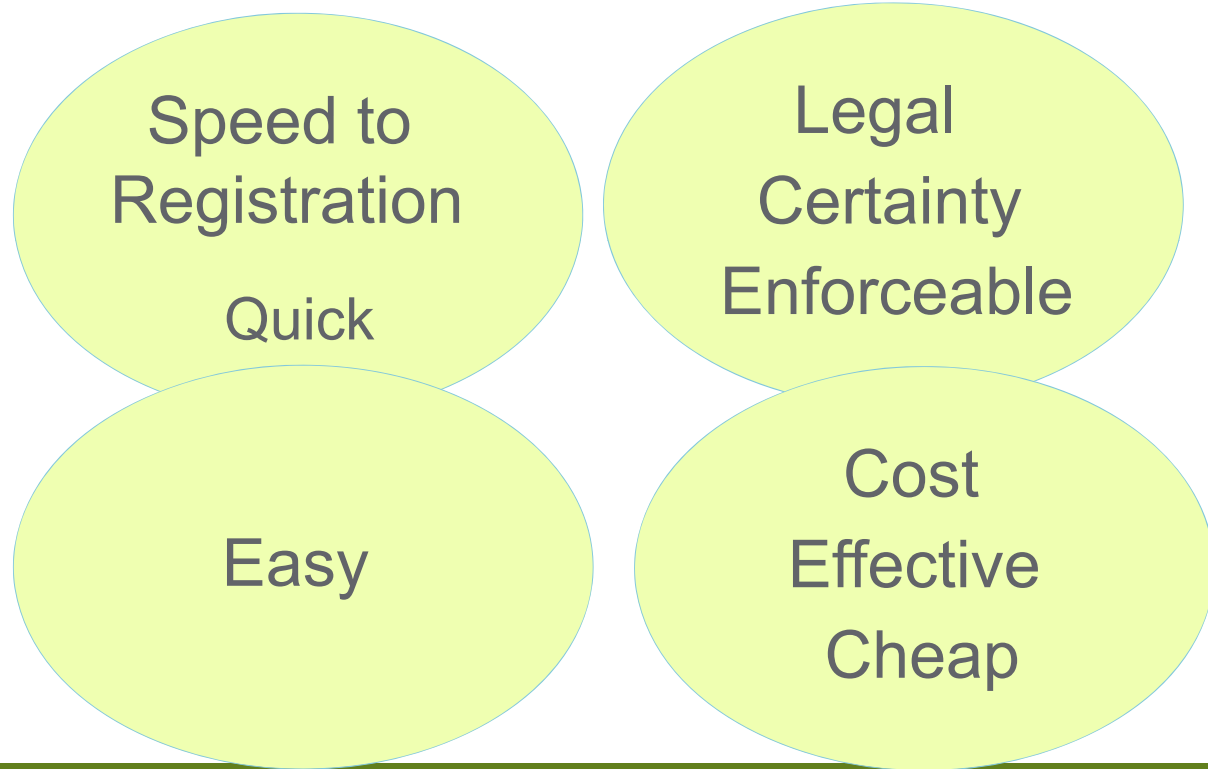 Speed to
Registration
Quick
Legal
Certainty
Enforceable
Easy
Cost
Effective
Cheap